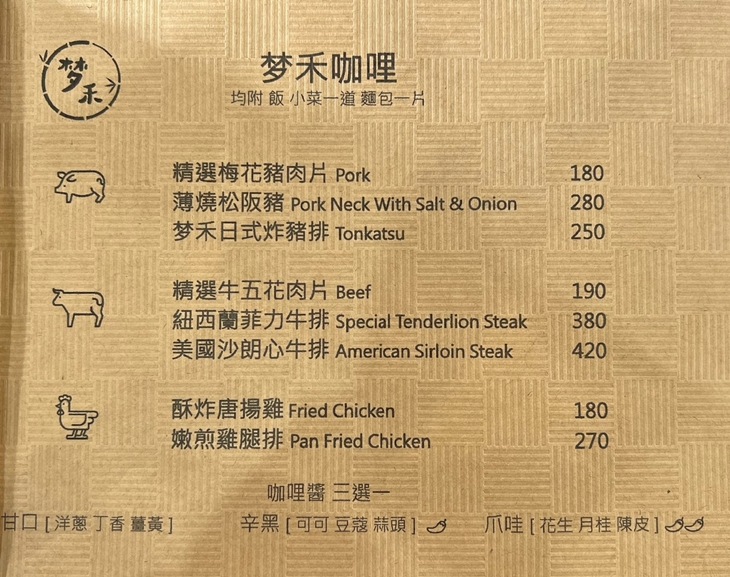 梦禾
梦禾咖哩
均附 飯 小菜一道 麵包一片
精選梅花豬肉片 Pork 180
薄燒松阪豬 Pork Neck With Salt & Onion 280
梦禾日式炸豬排 Tonkatsu 250
精選牛五花肉片 Beef 190
紐西蘭菲力牛排 Special Tenderlion Steak 380
美國沙朗心牛排 American Sirloin Steak 420
酥炸唐揚雞 Fried Chicken 180
嫩煎雞腿排 Pan Fried Chicken 270
咖哩醬 三選一
甘口 [ 洋蔥 丁香 薑黃 ] 辛黑 [ 可可 豆蔻 蒜頭 ] 爪哇 [ 花生 月桂 陳皮 ]